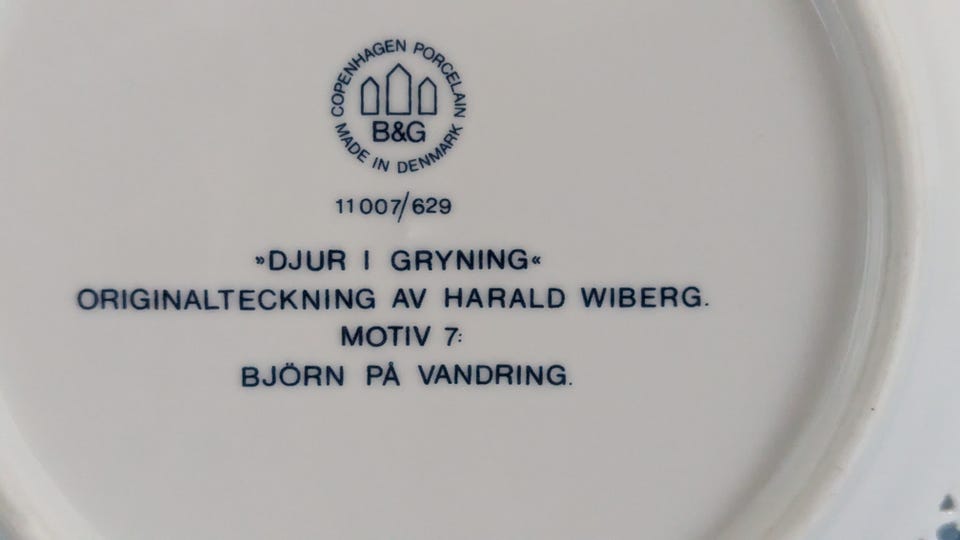 COPENHAGEN PORCELAIN
B&G
MADE IN DENMARK
11007/629
»DJUR I GRYNING«
ORIGINALTECKNING AV HARALD WIBERG.
MOTIV 7:
BJÖRN PÅ VANDRING.